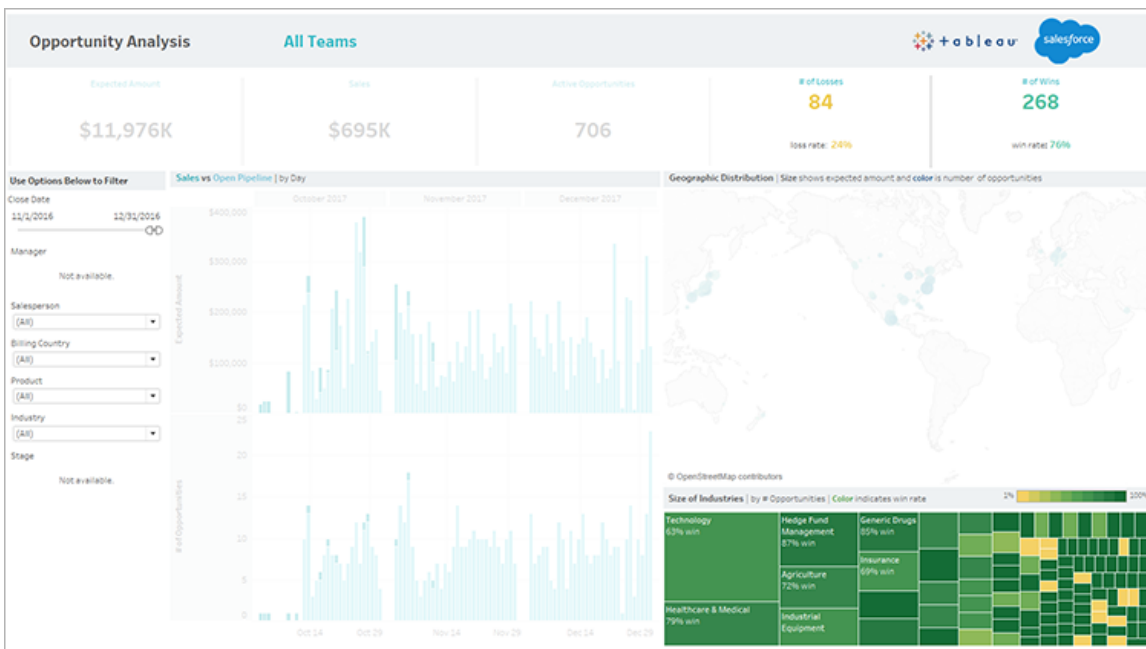 Opportunity Analysis
All Teams
+ a b l e a u
salesforce
Expected Amount
$11,976K
Sales
$695K
Active Opportunities
706
# of Losses
84
loss rate: 24%
# of Wins
268
win rate: 76%
Use Options Below to Filter
Close Date
11/1/2016 12/31/2016
Manager
Not available.
Salesperson
(All)
Billing Country
(All)
Product
(All)
Industry
(All)
Stage
Not available.
Sales vs Open Pipeline | by Day
October 2017 November 2017 December 2017
Expected Amount
$400,000
$300,000
$200,000
$100,000
$0
# of Opportunities
25
20
15
10
5
0
Oct 14 Oct 29 Nov 14 Nov 29 Dec 14 Dec 29
Geographic Distribution | Size shows expected amount and color is number of opportunities
© OpenStreetMap contributors
Size of Industries | by # Opportunities | Color indicates win rate
1% 100%
Technology
63% win
Healthcare & Medical
79% win
Hedge Fund
Management
87% win
Agriculture
72% win
Industrial
Equipment
Generic Drugs
85% win
Insurance
69% win